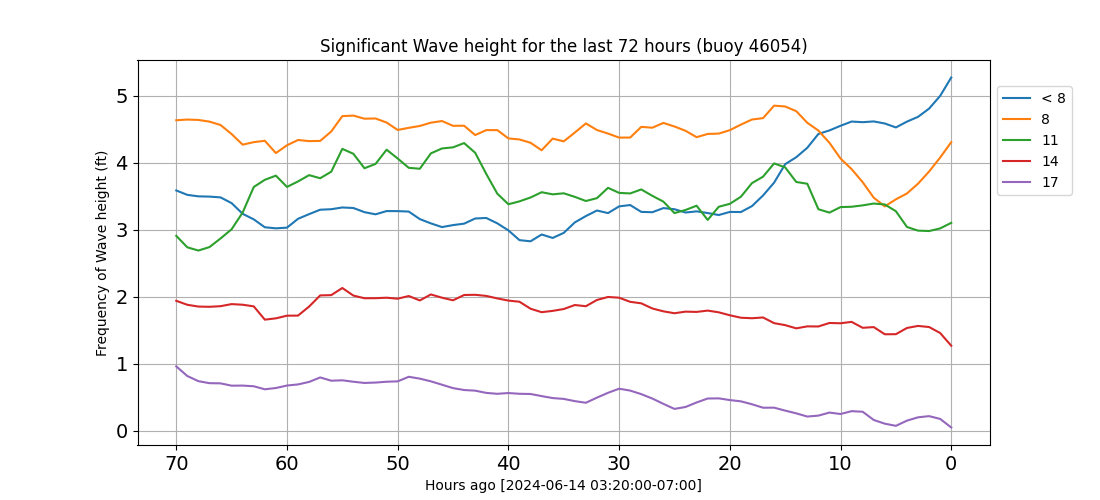 Significant Wave height for the last 72 hours (buoy 46054)
Frequency of Wave height (ft)
5
4
3
2
1
0
70 60 50 40 30 20 10 0
Hours ago [2024-06-14 03:20:00-07:00]
< 8
8
11
14
17